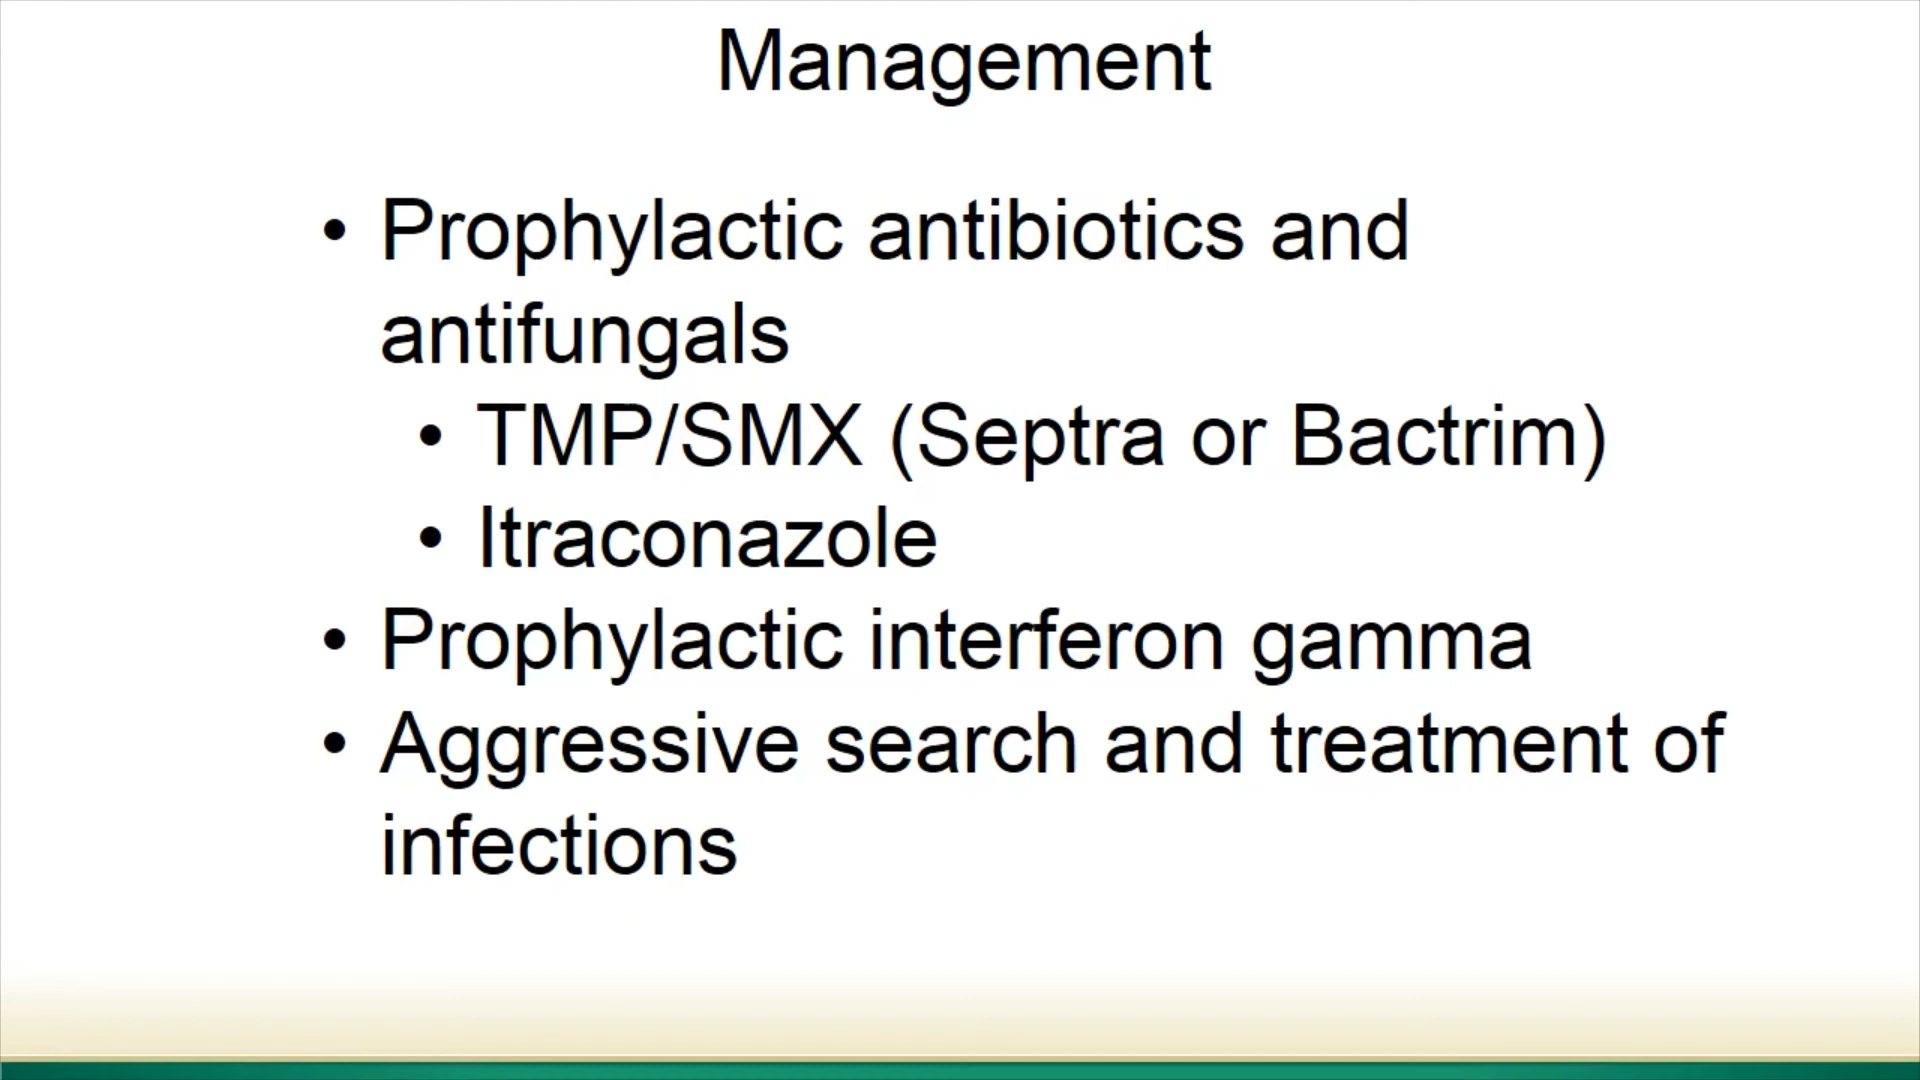 Management
• Prophylactic antibiotics and
antifungals
• TMP/SMX (Septra or Bactrim)
• Itraconazole
• Prophylactic interferon gamma
• Aggressive search and treatment of
infections